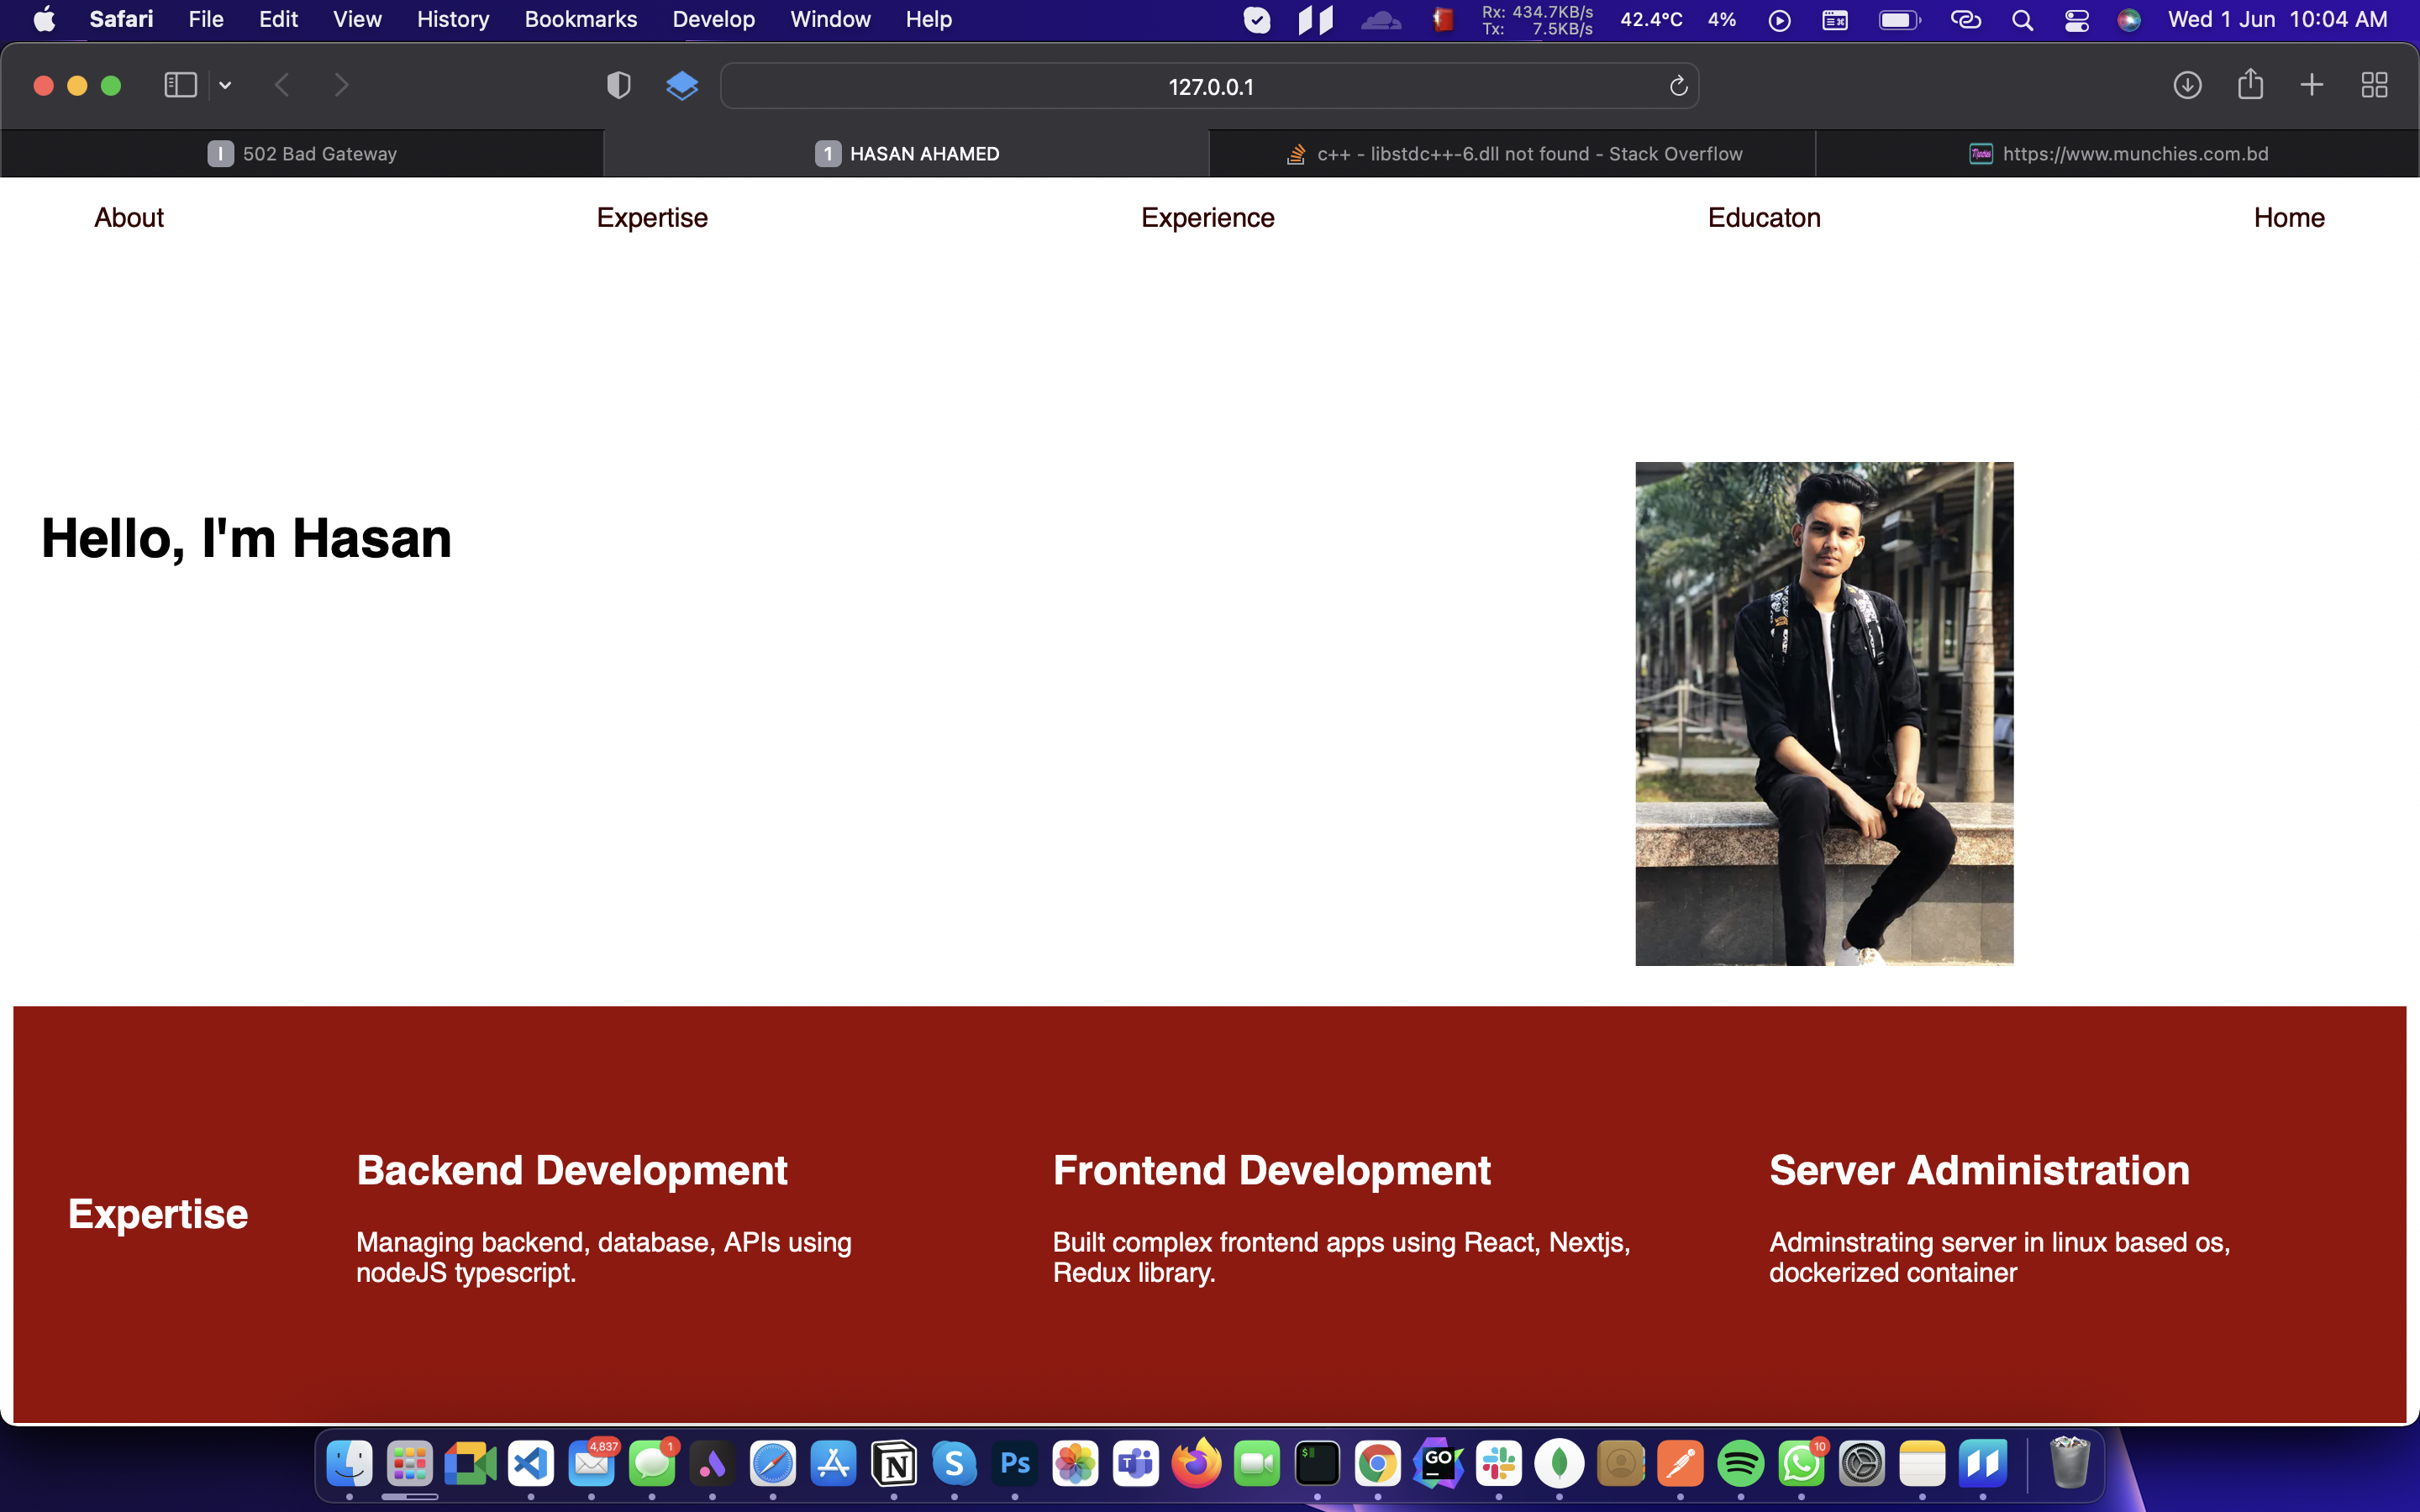 Safari File Edit View History Bookmarks Develop Window Help
Rx: 434.7KB/s
Tx: 7.5KB/s
42.4°C 4% Wed 1 Jun 10:04 AM
127.0.0.1
I 502 Bad Gateway
1 HASAN AHAMED
c++ - libstdc++-6.dll not found - Stack Overflow
Munchies https://www.munchies.com.bd
About Expertise Experience Educaton Home
Hello, I'm Hasan
Expertise
Backend Development
Managing backend, database, APIs using
nodeJS typescript.
Frontend Development
Built complex frontend apps using React, Nextjs,
Redux library.
Server Administration
Adminstrating server in linux based os,
dockerized container
4,837
1
N
S
Ps
T
$
GO
10